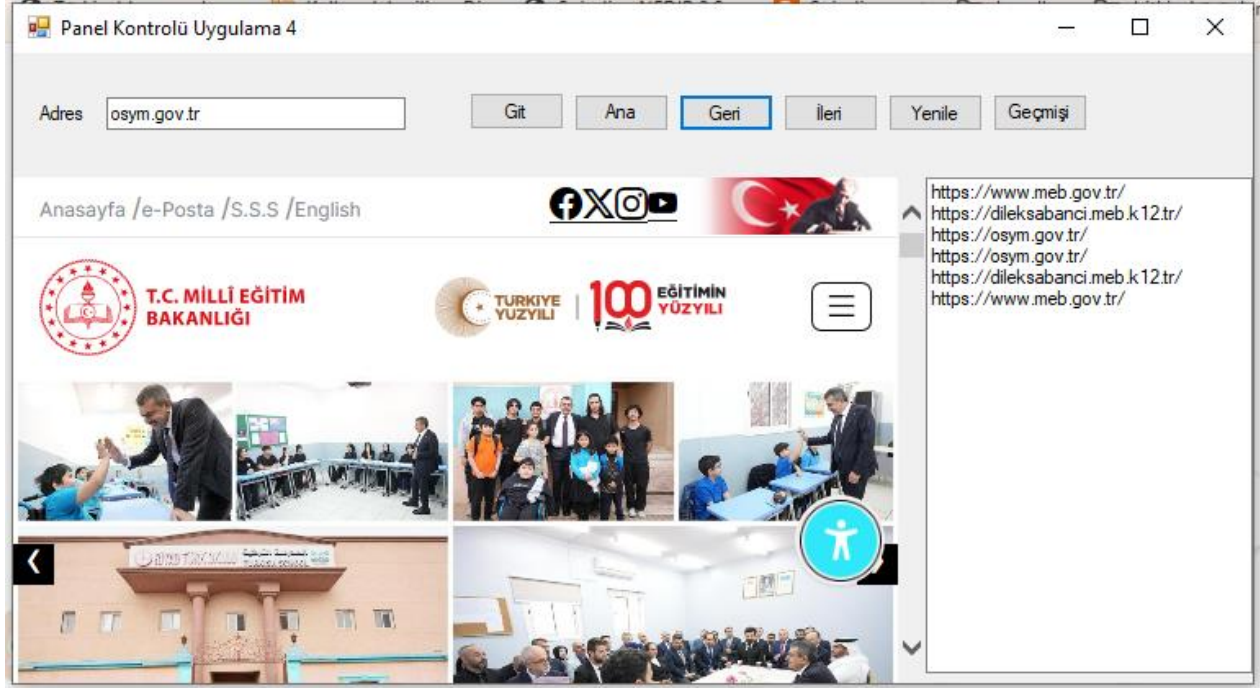 Panel Kontrolü Uygulama 4
Adres osym.gov.tr Git Ana Geri İleri Yenile Geçmişi
Anasayfa /e-Posta /S.S.S /English
T.C. MİLLÎ EĞİTİM
BAKANLIĞI
TÜRKİYE
YÜZYILI
100 EĞİTİMİN
YÜZYILI
https://www.meb.gov.tr/
https://dileksabanci.meb.k12.tr/
https://osym.gov.tr/
https://osym.gov.tr/
https://dileksabanci.meb.k12.tr/
https://www.meb.gov.tr/